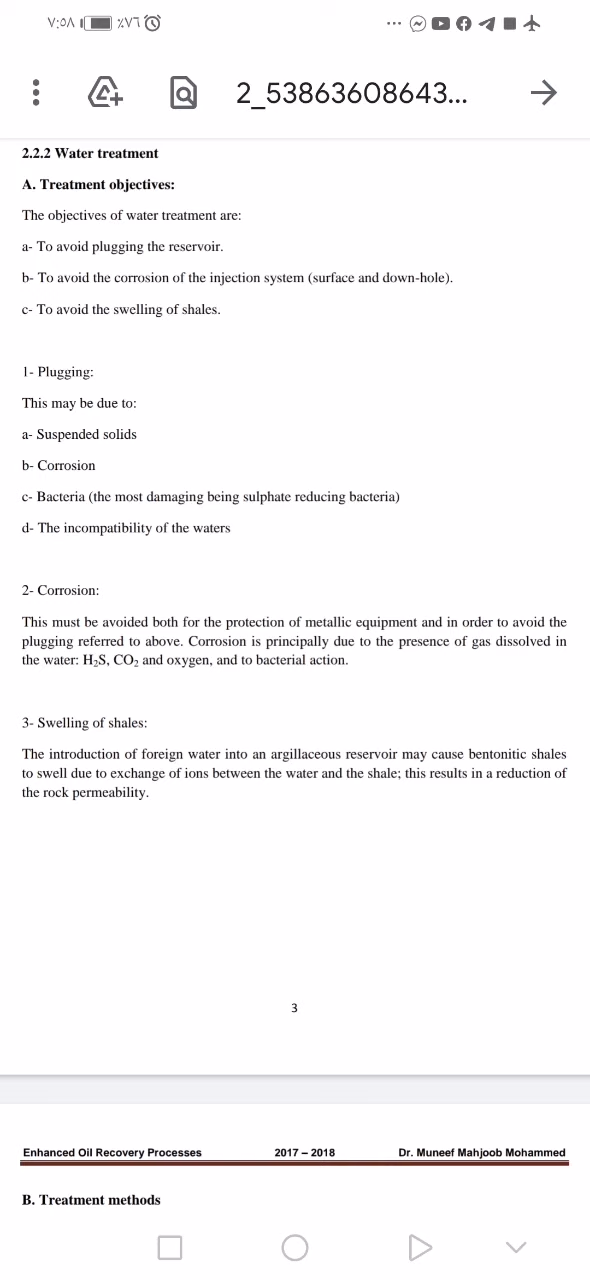 ٧:٥٨ ٪٧٦
2_53863608643...
2.2.2 Water treatment
A. Treatment objectives:
The objectives of water treatment are:
a- To avoid plugging the reservoir.
b- To avoid the corrosion of the injection system (surface and down-hole).
c- To avoid the swelling of shales.
1- Plugging:
This may be due to:
a- Suspended solids
b- Corrosion
c- Bacteria (the most damaging being sulphate reducing bacteria)
d- The incompatibility of the waters
2- Corrosion:
This must be avoided both for the protection of metallic equipment and in order to avoid the
plugging referred to above. Corrosion is principally due to the presence of gas dissolved in
the water: H₂S, CO₂ and oxygen, and to bacterial action.
3- Swelling of shales:
The introduction of foreign water into an argillaceous reservoir may cause bentonitic shales
to swell due to exchange of ions between the water and the shale; this results in a reduction of
the rock permeability.
3
Enhanced Oil Recovery Processes 2017 – 2018 Dr. Muneef Mahjoob Mohammed
B. Treatment methods